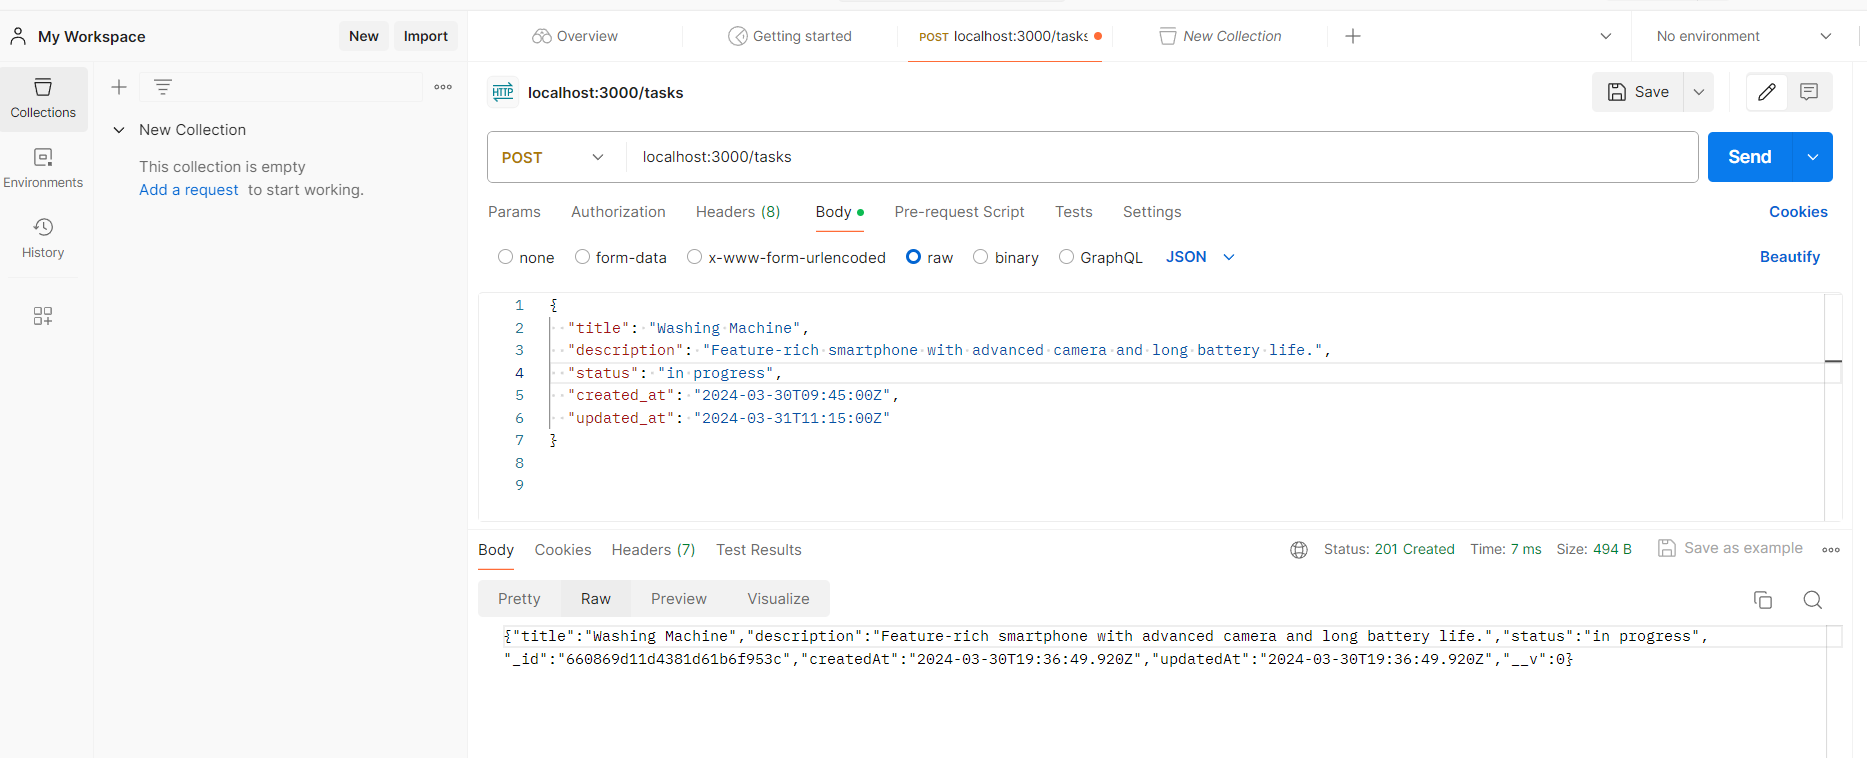 My Workspace
New
Import
Overview
Getting started
POST localhost:3000/tasks
New Collection
No environment
Collections
Environments
History
New Collection
This collection is empty
Add a request to start working.
HTTP localhost:3000/tasks
Save
POST
localhost:3000/tasks
Send
Params Authorization Headers (8) Body Pre-request Script Tests Settings
Cookies
none form-data x-www-form-urlencoded raw binary GraphQL JSON
Beautify
1 {
2 "title": "Washing Machine",
3 "description": "Feature-rich smartphone with advanced camera and long battery life.",
4 "status": "in progress",
5 "created_at": "2024-03-30T09:45:00Z",
6 "updated_at": "2024-03-31T11:15:00Z"
7 }
8
9
Body Cookies Headers (7) Test Results
Status: 201 Created Time: 7 ms Size: 494 B Save as example
Pretty Raw Preview Visualize
{"title":"Washing Machine","description":"Feature-rich smartphone with advanced camera and long battery life.","status":"in progress",
"_id":"660869d11d4381d61b6f953c","createdAt":"2024-03-30T19:36:49.920Z","updatedAt":"2024-03-30T19:36:49.920Z","__v":0}